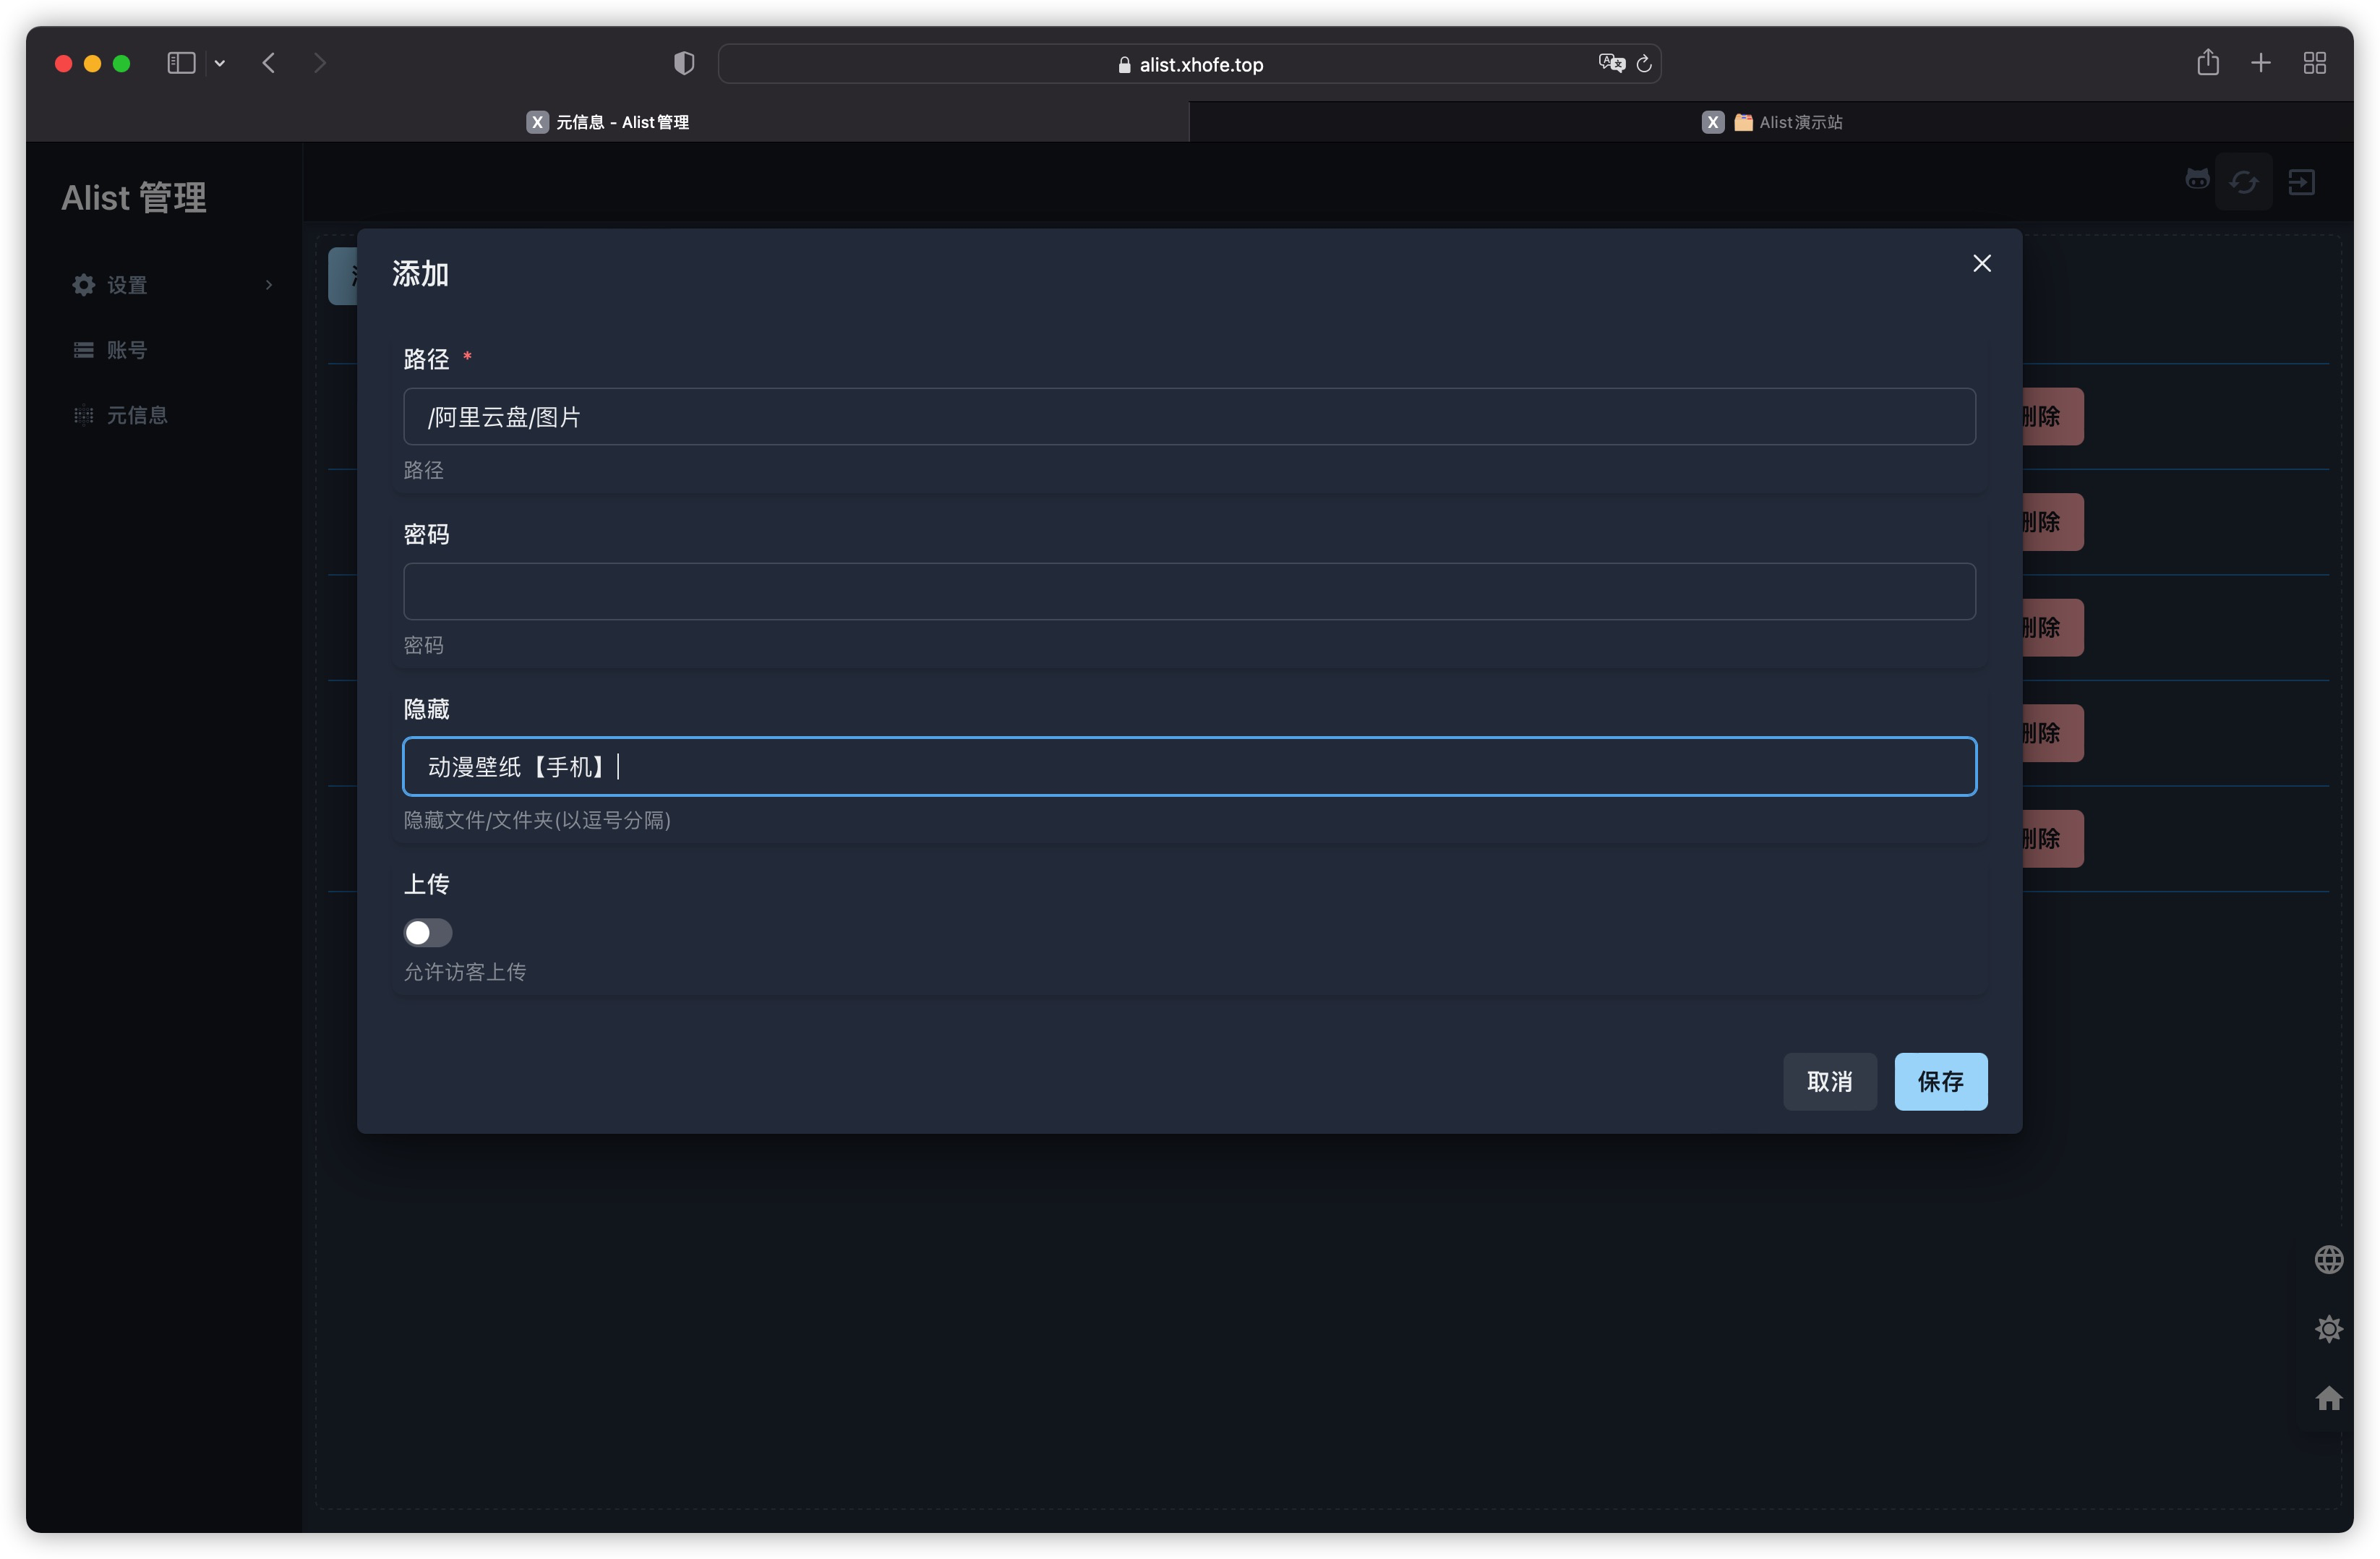 alist.xhofe.top
X 元信息 - Alist 管理
X Alist演示站
Alist 管理
设置
账号
元信息
添加
路径 *
/阿里云盘/图片
路径
密码
密码
隐藏
动漫壁纸【手机】
隐藏文件/文件夹(以逗号分隔)
上传
允许访客上传
取消 保存
删除
删除
删除
删除
删除